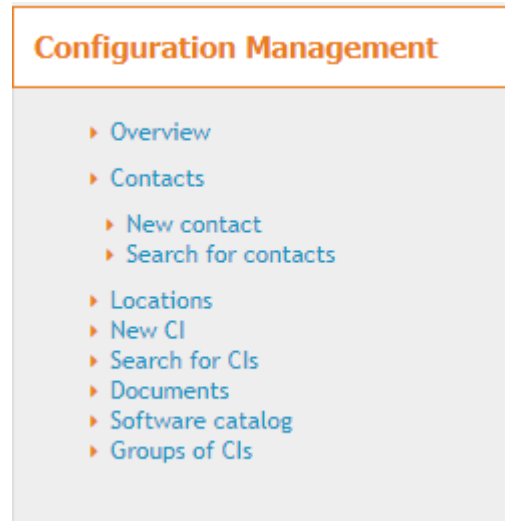 Configuration Management
Overview
Contacts
New contact
Search for contacts
Locations
New CI
Search for CIs
Documents
Software catalog
Groups of CIs